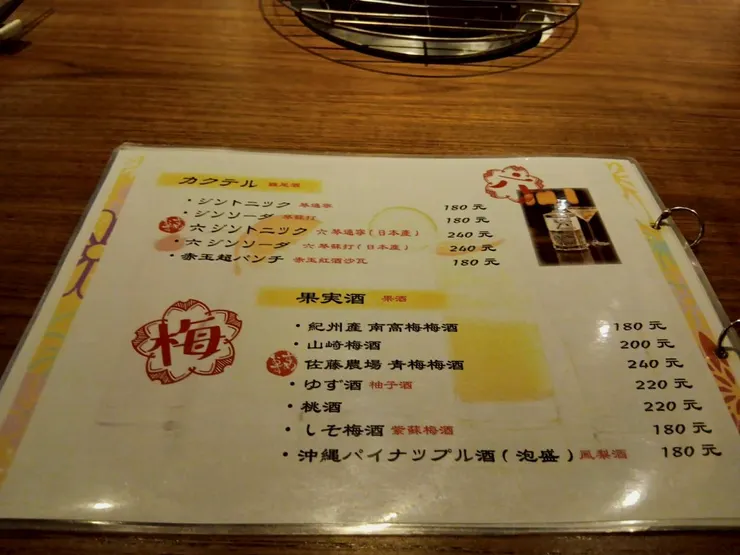 カクテル 雞尾酒
・ジントニック 琴通寧 180 元
・ジンソーダ 琴蘇打 180 元
六 ジントニック 六 琴通寧(日本産) 240 元
・六 ジンソーダ 六 琴蘇打(日本産) 240 元
・赤玉超パンチ 赤玉紅酒沙瓦 180 元
六
果実酒 果酒
梅
・紀州産 南高梅梅酒 180 元
・山崎梅酒 200 元
佐藤農場 青梅梅酒 240 元
・ゆず酒 柚子酒 220 元
・桃酒 220 元
・しそ梅酒 紫蘇梅酒 180 元
・沖縄パイナップル酒(泡盛)鳳梨酒 180 元